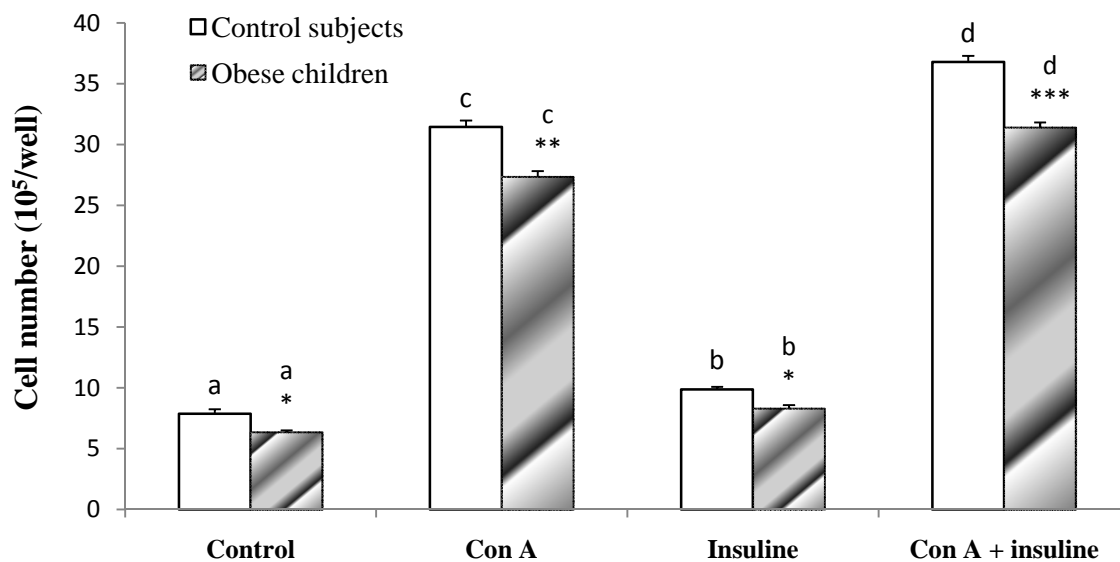 Cell number (10⁵/well)
40
35
30
25
20
15
10
5
0
Control subjects
Obese children
a
a
*
c
c
**
b
b
*
d
d
***
Control
Con A
Insuline
Con A + insuline